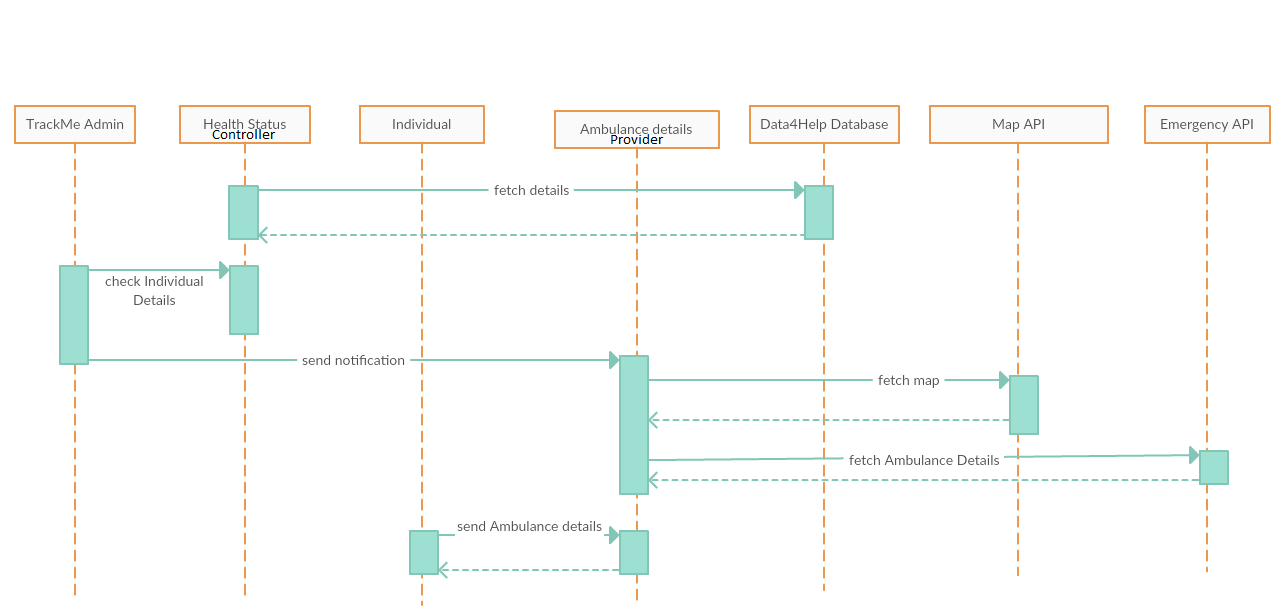 TrackMe Admin
Health Status
Controller
Individual
Ambulance details
Provider
Data4Help Database
Map API
Emergency API
fetch details
check Individual
Details
send notification
fetch map
fetch Ambulance Details
send Ambulance details